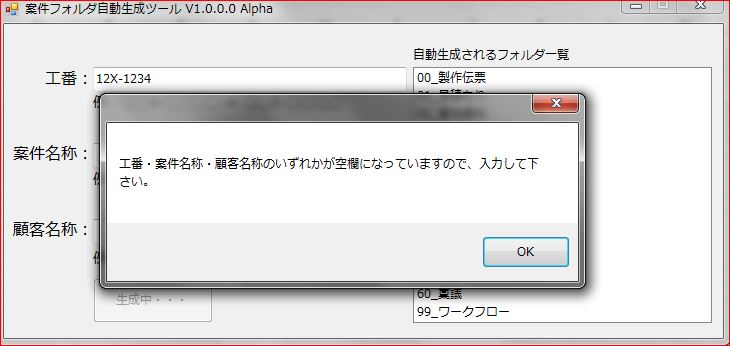 案件フォルダ自動生成ツール V1.0.0.0 Alpha
自動生成されるフォルダ一覧
工番：
12X-1234
00_製作伝票
案件名称：
工番・案件名称・顧客名称のいずれかが空欄になっていますので、入力して下
さい。
顧客名称：
OK
生成中・・・
60_稟議
99_ワークフロー